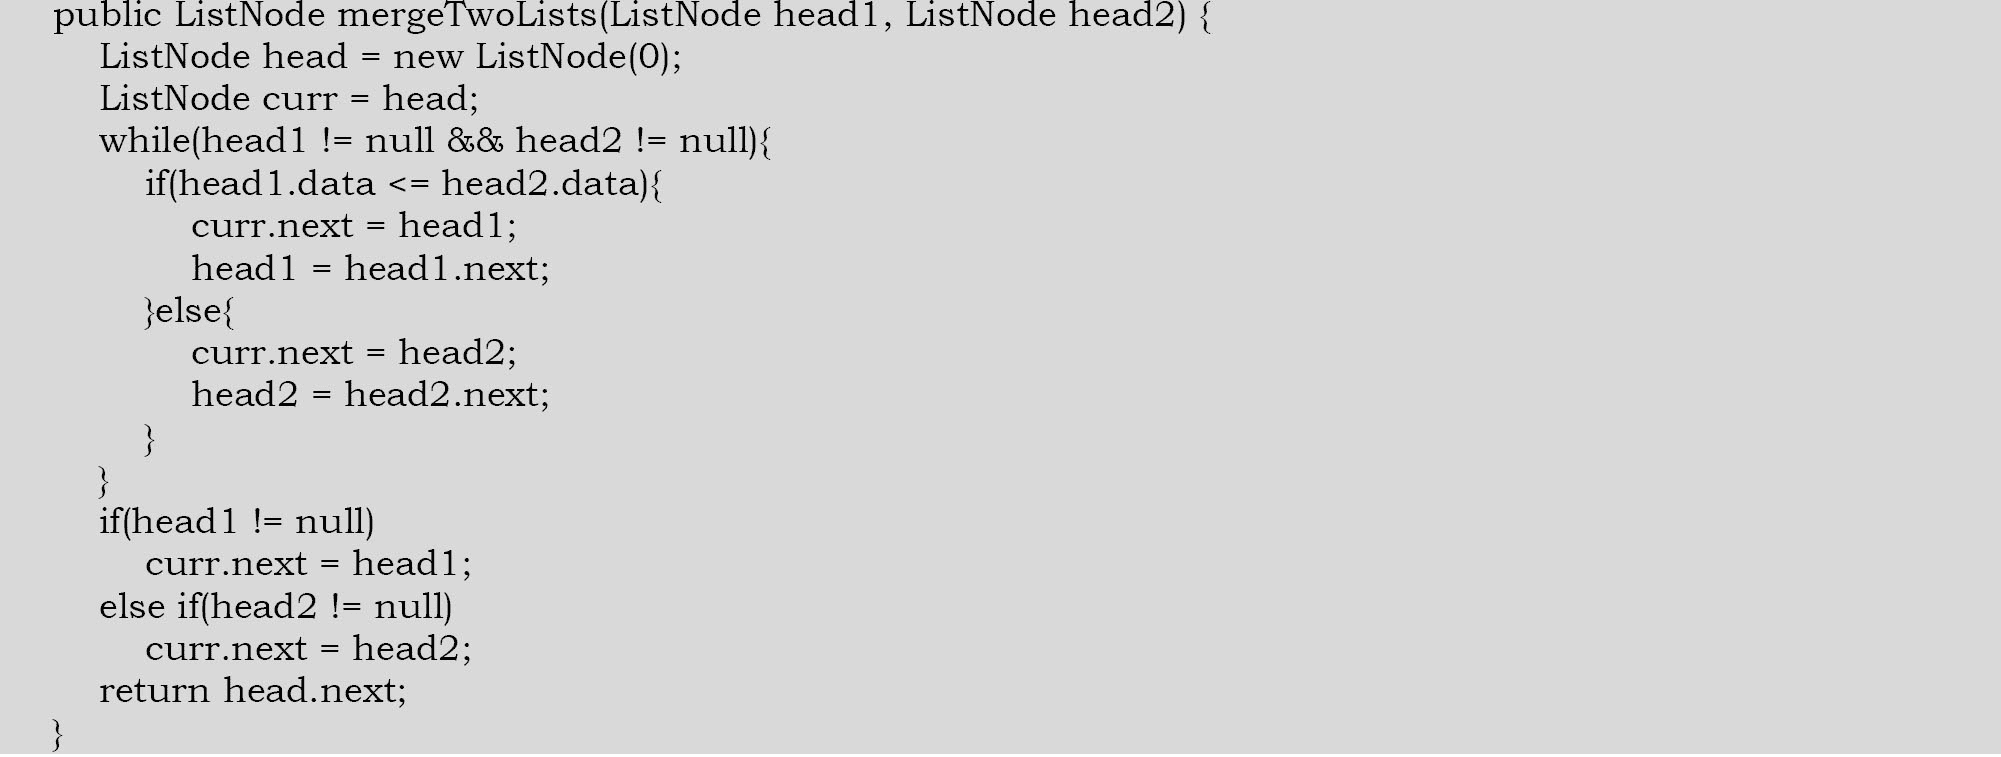 public ListNode mergeTwoLists(ListNode head1, ListNode head2) {
ListNode head = new ListNode(0);
ListNode curr = head;
while(head1 != null && head2 != null){
if(head1.data <= head2.data){
curr.next = head1;
head1 = head1.next;
}else{
curr.next = head2;
head2 = head2.next;
}
}
if(head1 != null)
curr.next = head1;
else if(head2 != null)
curr.next = head2;
return head.next;
}